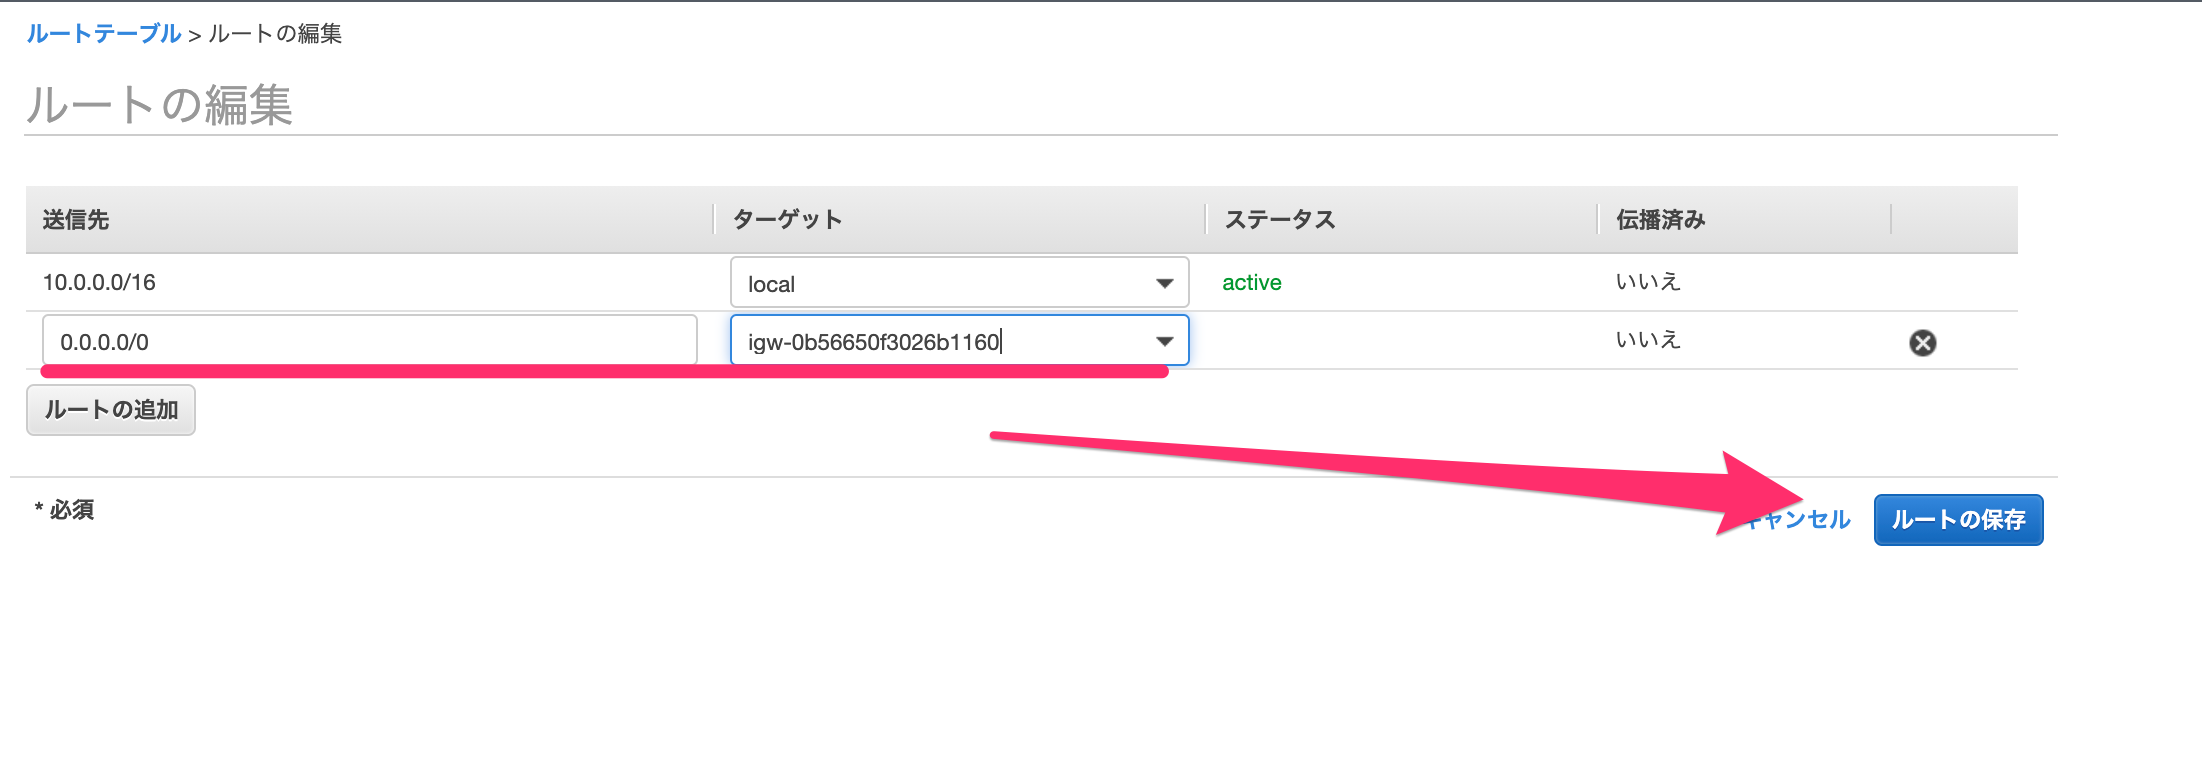 ルートテーブル > ルートの編集
ルートの編集
送信先 ターゲット ステータス 伝播済み
10.0.0.0/16 local active いいえ
0.0.0.0/0 igw-0b56650f3026b1160 いいえ
ルートの追加
* 必須 キャンセル ルートの保存